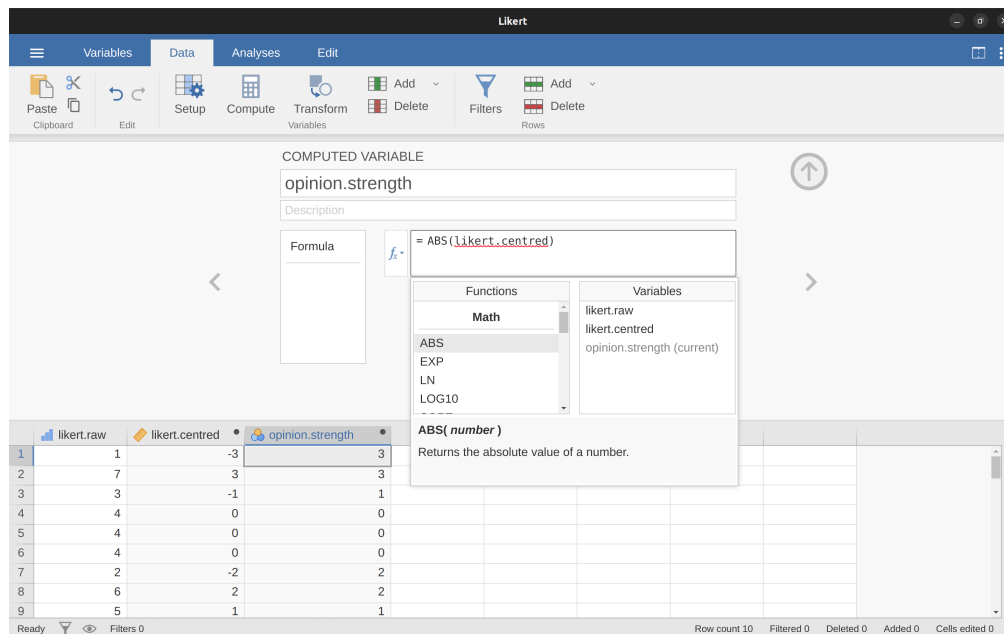 Likert
Variables Data Analyses Edit
Paste Setup Compute Transform Add Delete Filters Add Delete
Clipboard Edit Variables Rows
COMPUTED VARIABLE
opinion.strength
Description
Formula
fx = ABS(likert.centred)
Functions Variables
Math likert.raw
likert.centred
ABS opinion.strength (current)
EXP
LN
LOG10
ABS( number )
Returns the absolute value of a number.
likert.raw likert.centred opinion.strength
1 1 -3 3
2 7 3 3
3 3 -1 1
4 4 0 0
5 4 0 0
6 4 0 0
7 2 -2 2
8 6 2 2
9 5 1 1
Ready Filters 0 Row count 10 Filtered 0 Deleted 0 Added 0 Cells edited 0